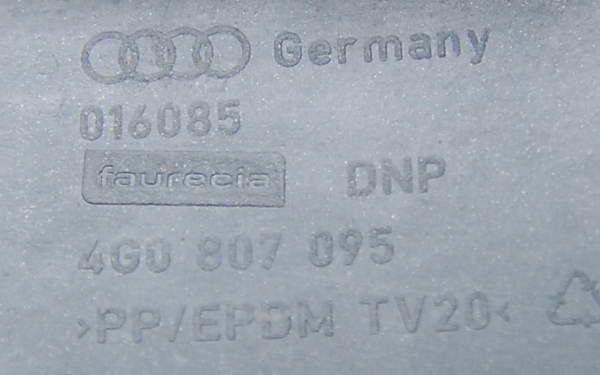 Germany
016085
faurecia DNP
4G0 807 095
>PP/EPDM TV20<